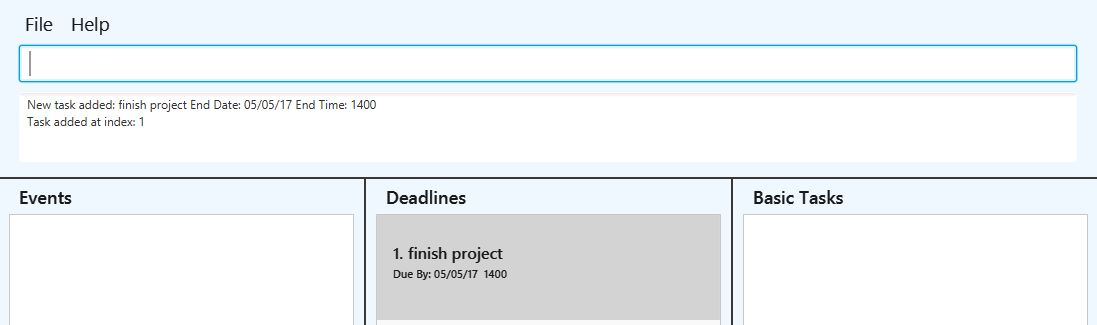 File Help
New task added: finish project End Date: 05/05/17 End Time: 1400
Task added at index: 1
Events
Deadlines
Basic Tasks
1. finish project
Due By: 05/05/17 1400